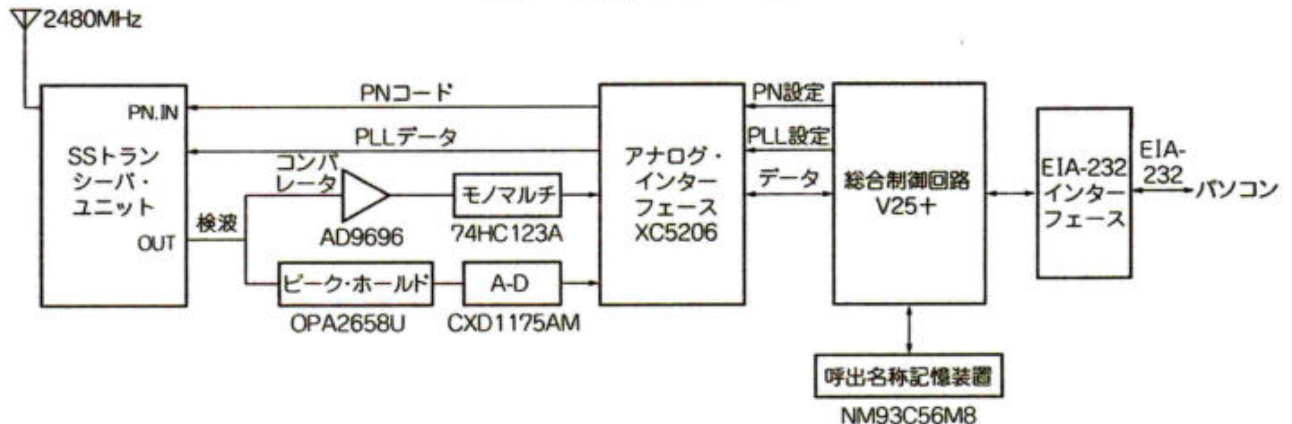 2480MHz
PN.IN
SSトラン
シーバ・
ユニット
OUT
PNコード
PLLデータ
検波
コンパ
レータ
AD9696
モノマルチ
74HC123A
ピーク・ホールド
OPA2658U
A-D
CXD1175AM
アナログ・
インター
フェース
XC5206
PN設定
PLL設定
データ
総合制御回路
V25+
呼出名称記憶装置
NM93C56M8
EIA-232
インター
フェース
EIA-
232
パソコン